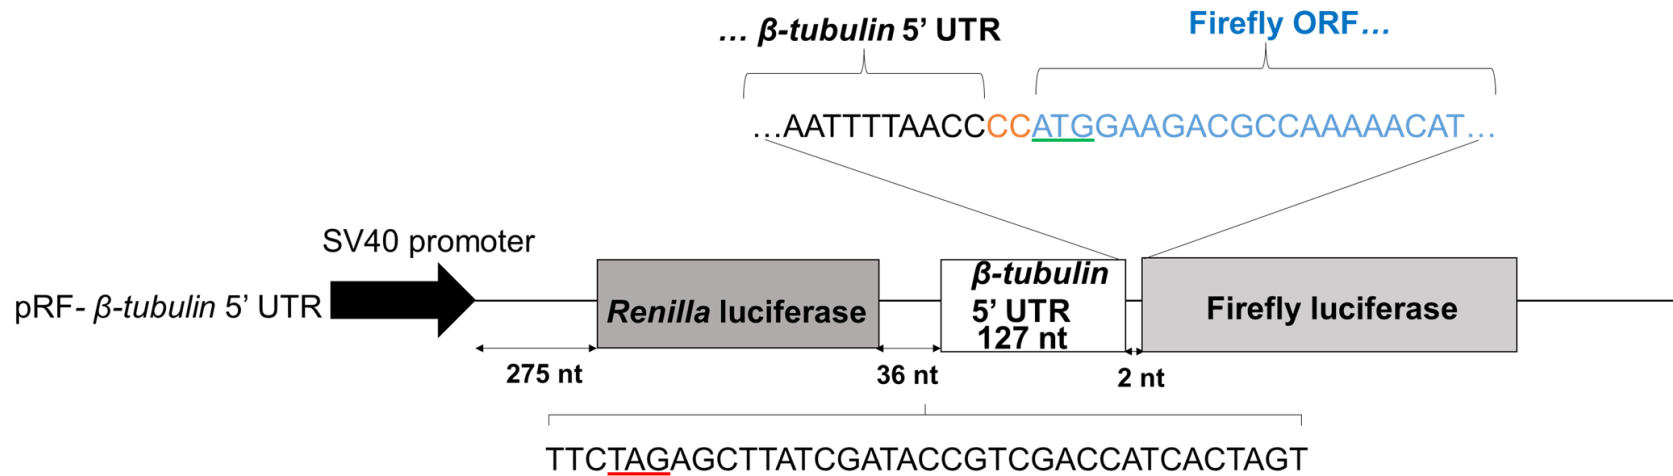 ... β-tubulin 5’ UTR
Firefly ORF...
...AATTTTAACCCCATGGAAGACGCCAAAAACAT...
SV40 promoter
pRF- β-tubulin 5’ UTR
Renilla luciferase
β-tubulin
5’ UTR
127 nt
Firefly luciferase
275 nt
36 nt
2 nt
TTCTAGAGCTTATCGATACCGTCGACCATCACTAGT